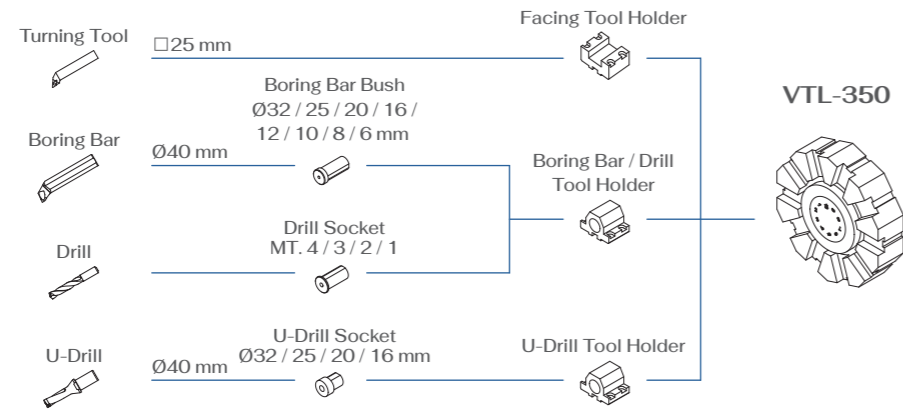 Facing Tool Holder
Turning Tool
□25 mm
VTL-350
Boring Bar Bush
Ø32 / 25 / 20 / 16 /
12 / 10 / 8 / 6 mm
Boring Bar
Ø40 mm
Boring Bar / Drill
Tool Holder
Drill Socket
MT. 4 / 3 / 2 / 1
Drill
U-Drill Socket
Ø32 / 25 / 20 / 16 mm
U-Drill
Ø40 mm
U-Drill Tool Holder